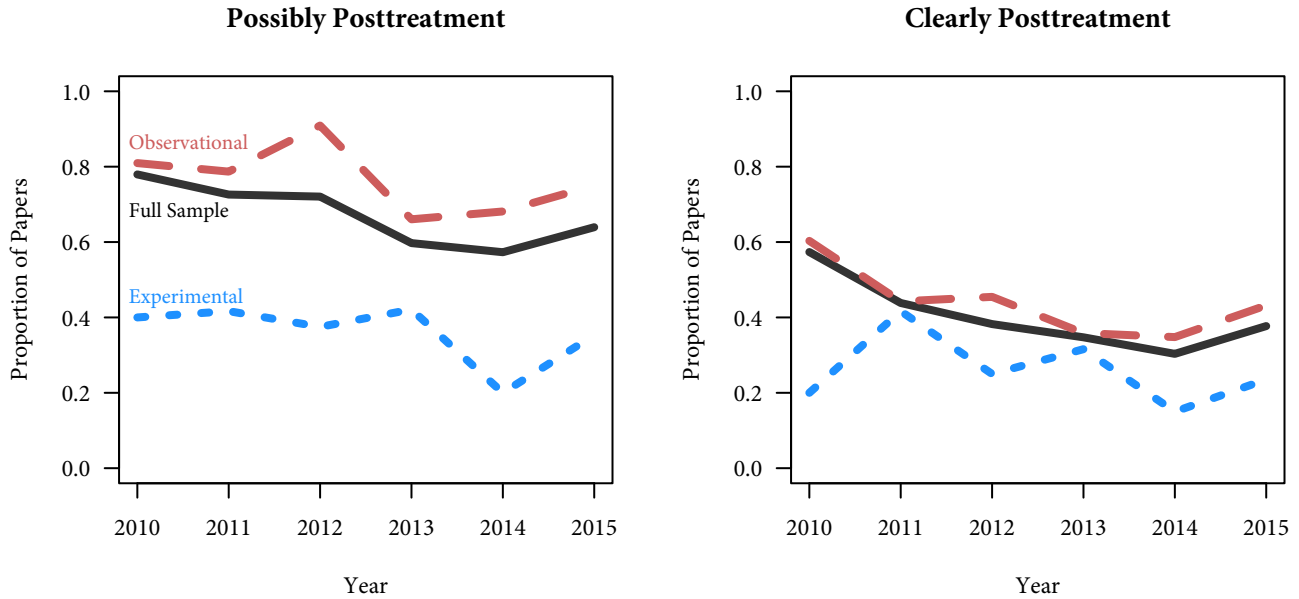 Possibly Posttreatment
Proportion of Papers
1.0
0.8
0.6
0.4
0.2
0.0
Observational
Full Sample
Experimental
2010 2011 2012 2013 2014 2015
Year
Clearly Posttreatment
Proportion of Papers
1.0
0.8
0.6
0.4
0.2
0.0
2010 2011 2012 2013 2014 2015
Year